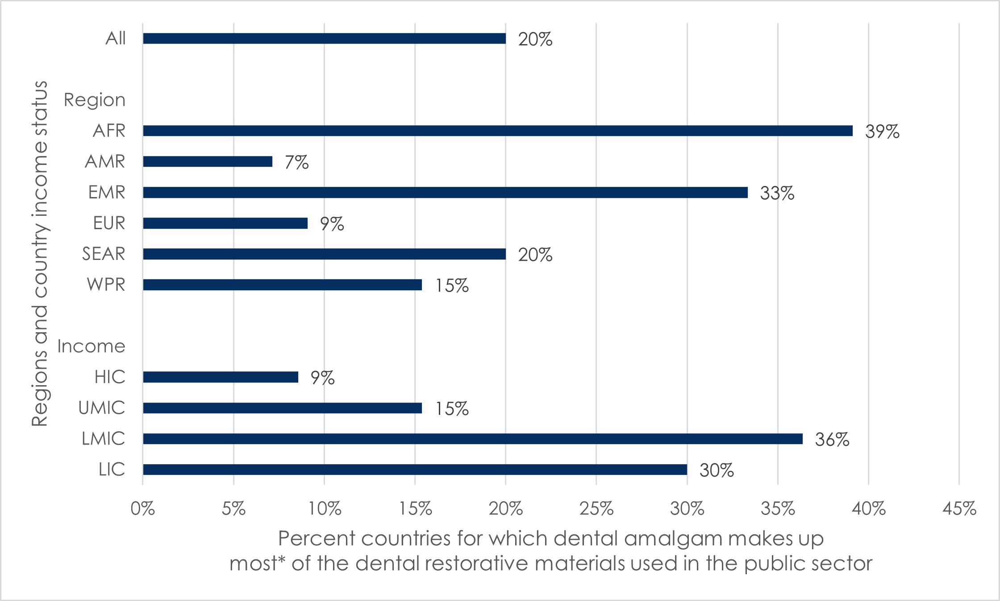 All 20%
Region
AFR 39%
AMR 7%
EMR 33%
EUR 9%
SEAR 20%
WPR 15%
Income
HIC 9%
UMIC 15%
LMIC 36%
LIC 30%
0% 5% 10% 15% 20% 25% 30% 35% 40% 45%
Percent countries for which dental amalgam makes up
most* of the dental restorative materials used in the public sector
Regions and country income status